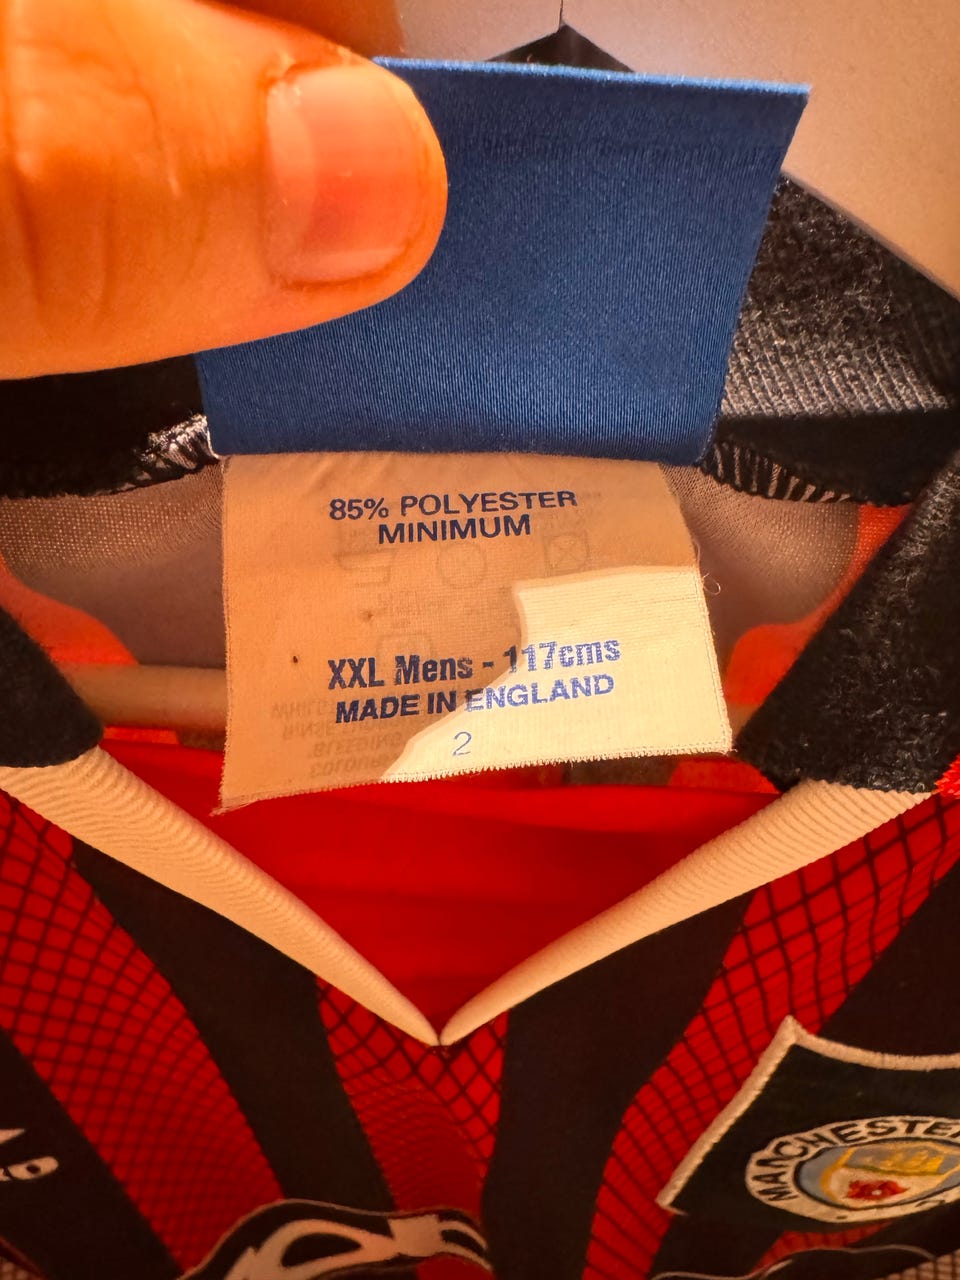 85% POLYESTER
MINIMUM
XXL Mens - 117cms
MADE IN ENGLAND
2
MANCHESTER